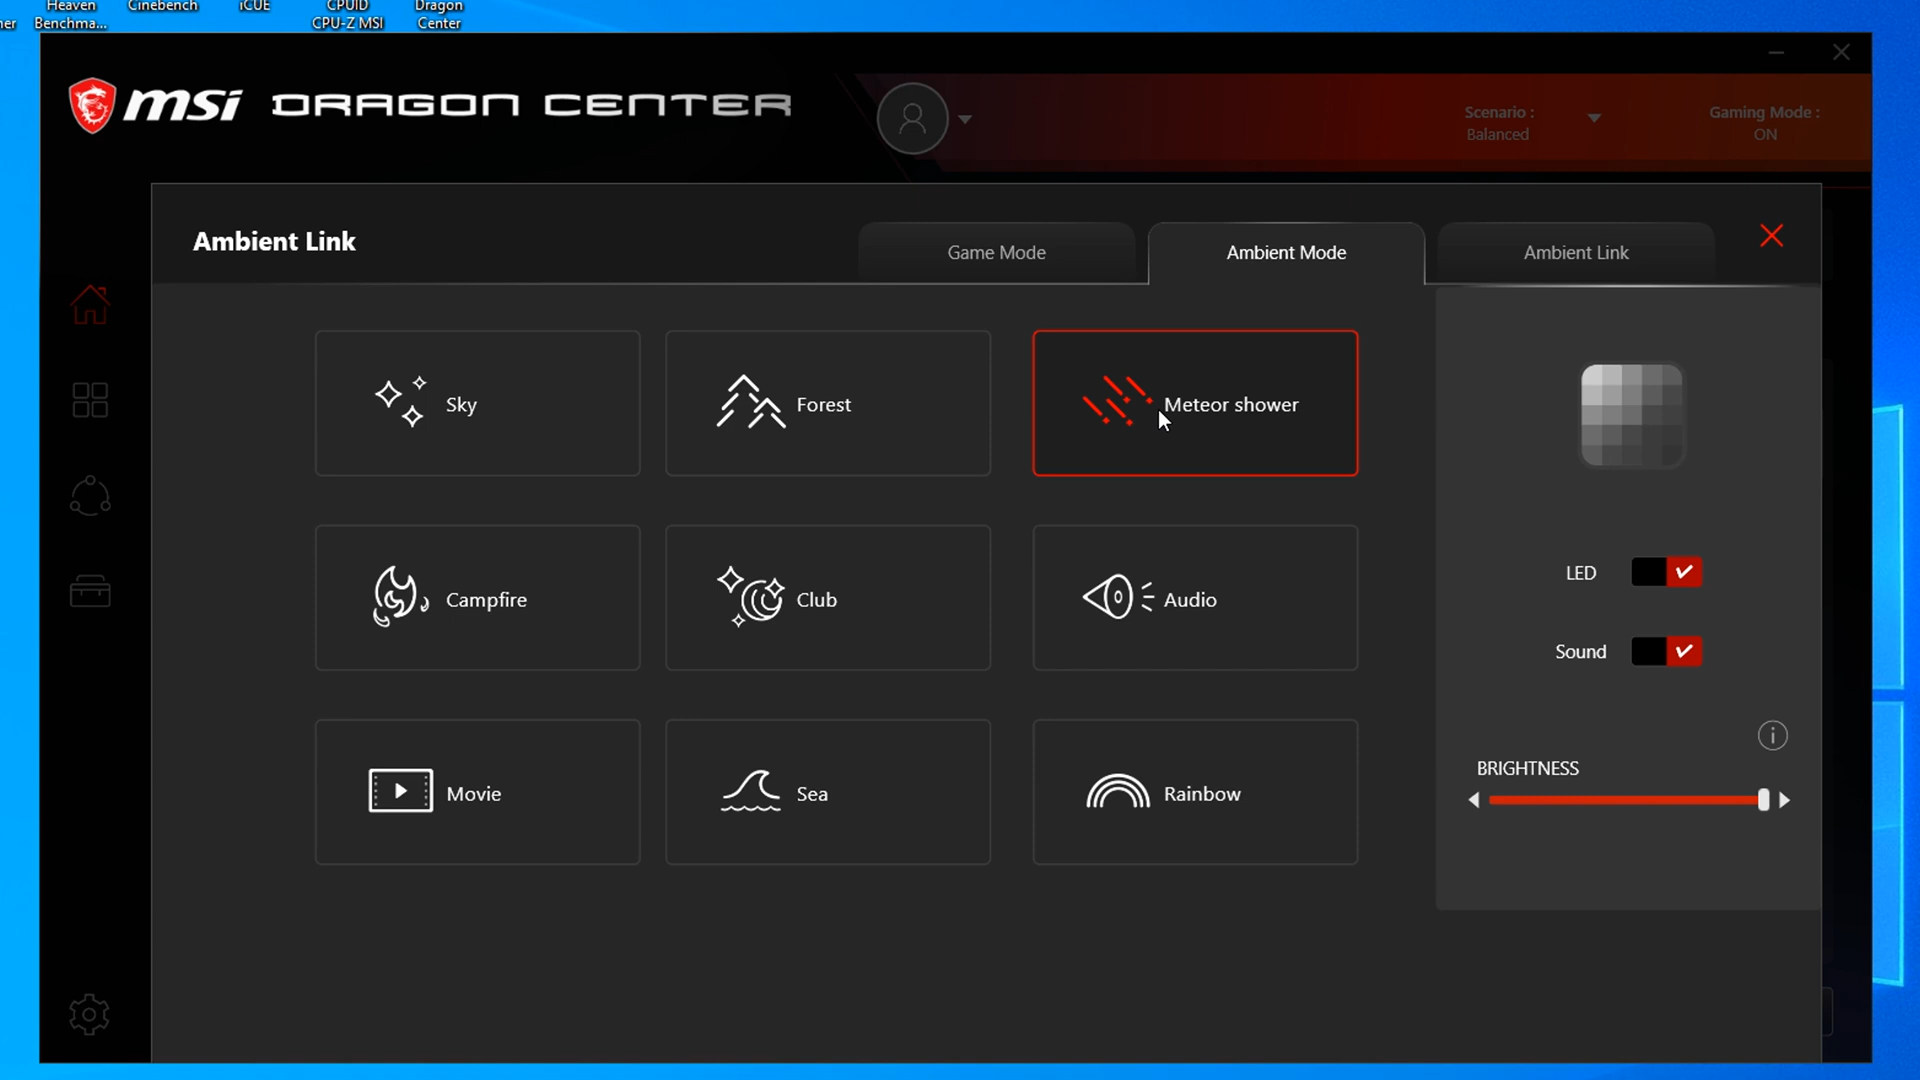 Heaven
Benchma...
Cinebench
iCUE
CPUID
CPU-Z MSI
Dragon
Center
msi DRAGON CENTER
Scenario :
Balanced
Gaming Mode :
ON
Ambient Link
Game Mode
Ambient Mode
Ambient Link
Sky
Forest
Meteor shower
Campfire
Club
Audio
Movie
Sea
Rainbow
LED
Sound
BRIGHTNESS